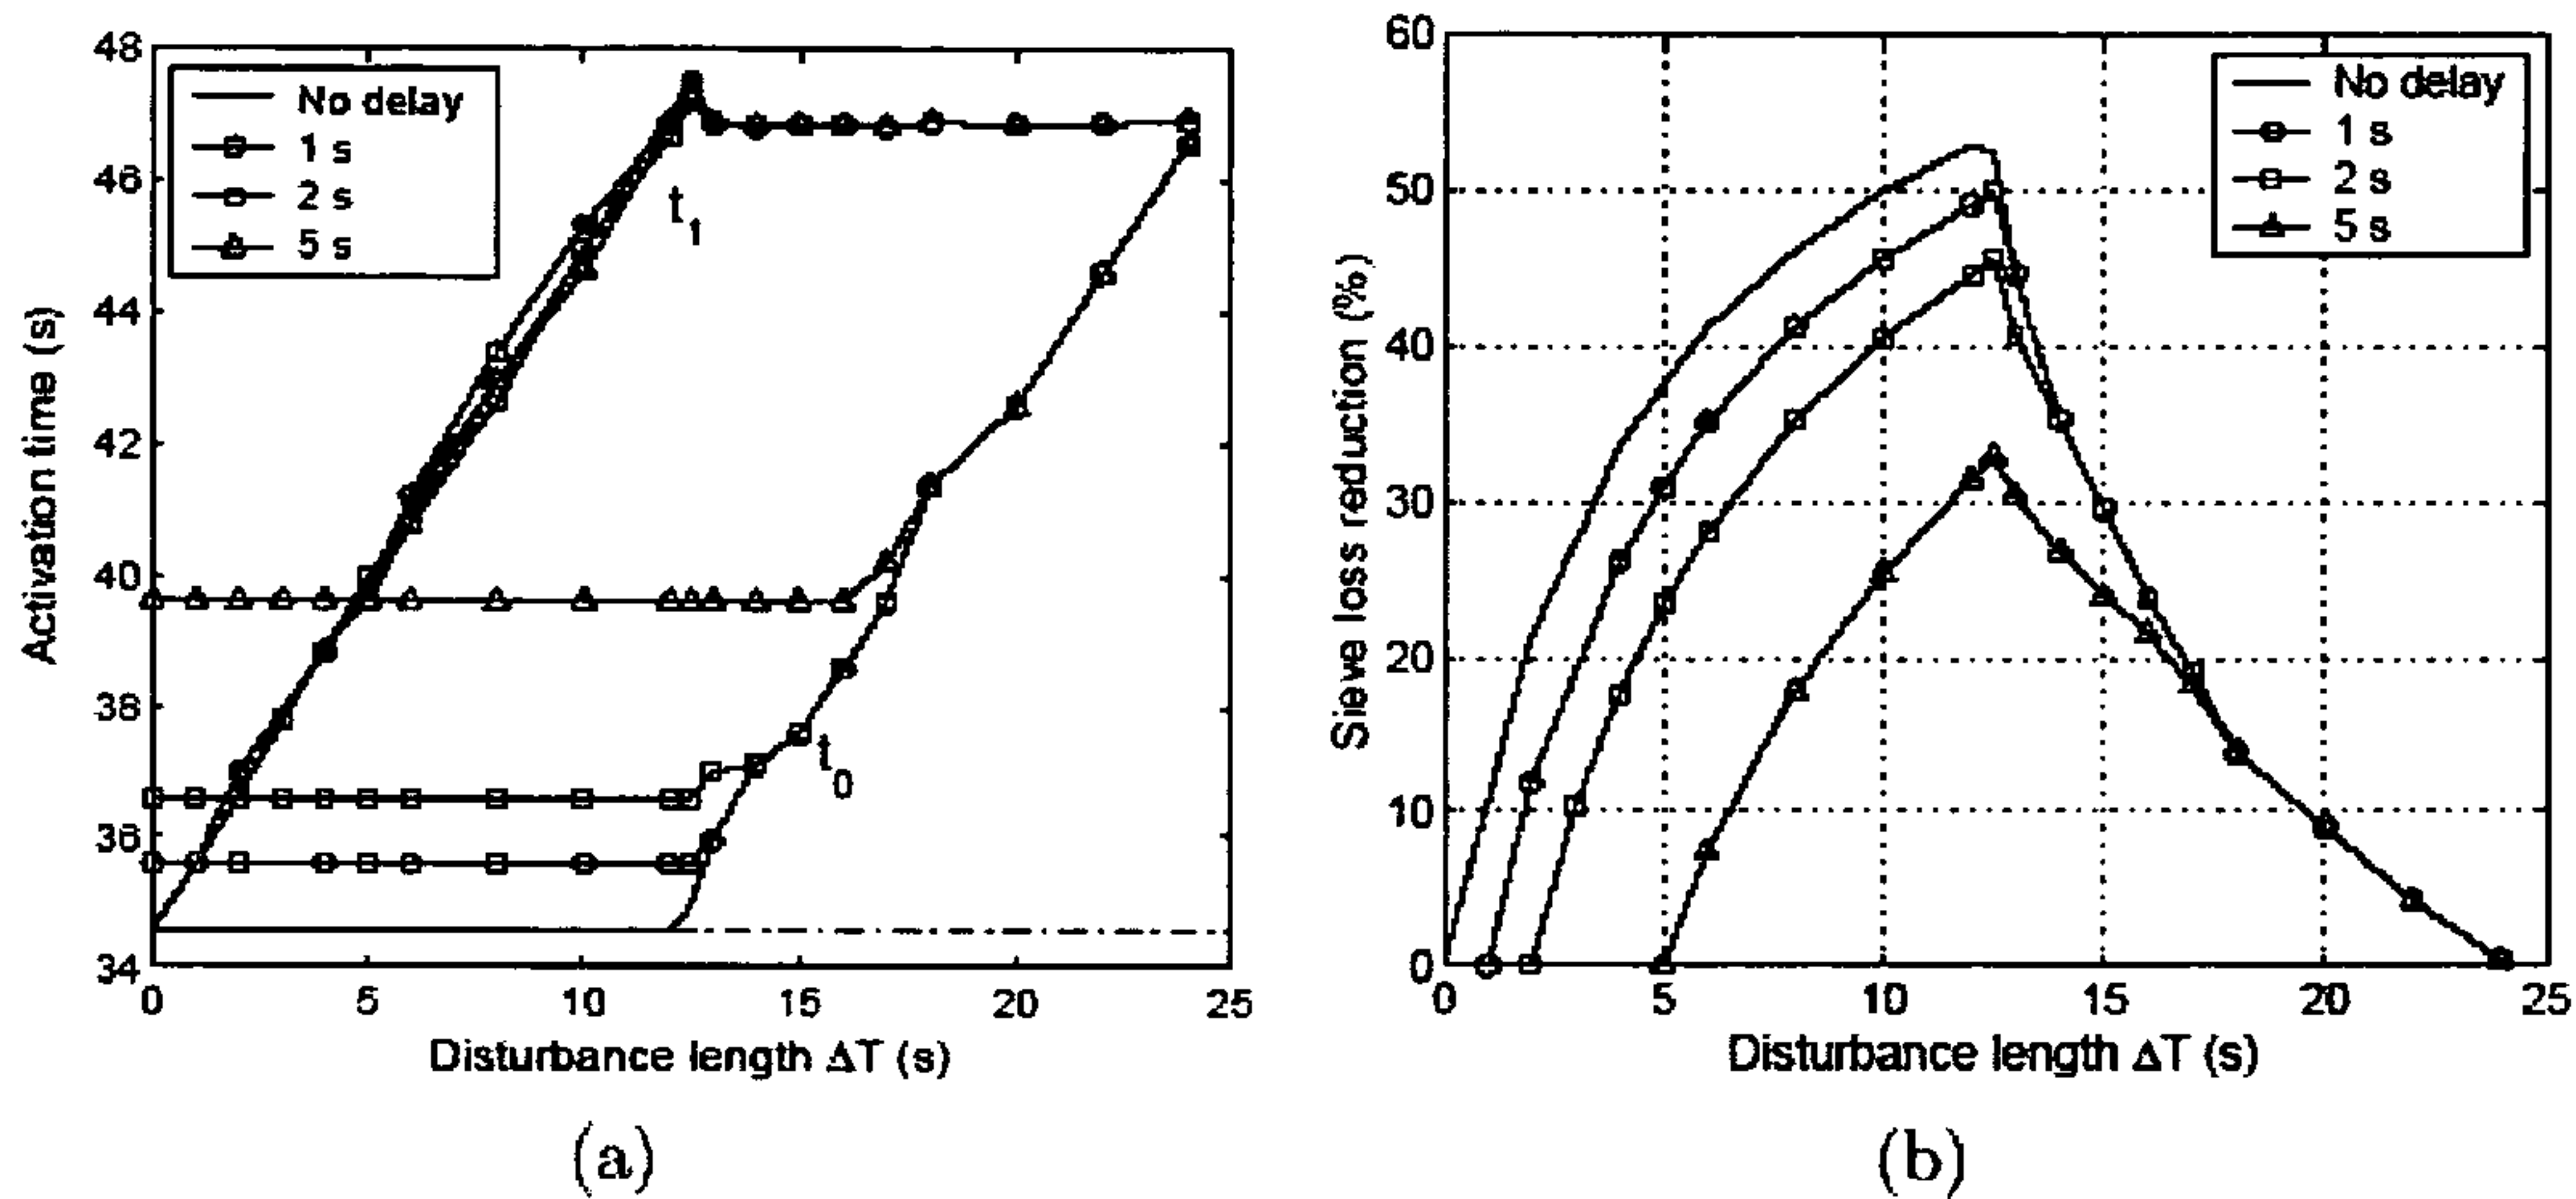 48
46
44
42
40
38
36
34
0
5
10
15
20
25
Activation time (s)
Disturbance length ΔT (s)
No delay
1 s
2 s
5 s
t1
t0
(a)
60
50
40
30
20
10
0
0
5
10
15
20
25
Sieve loss reduction (%)
Disturbance length ΔT (s)
No delay
1 s
2 s
5 s
(b)